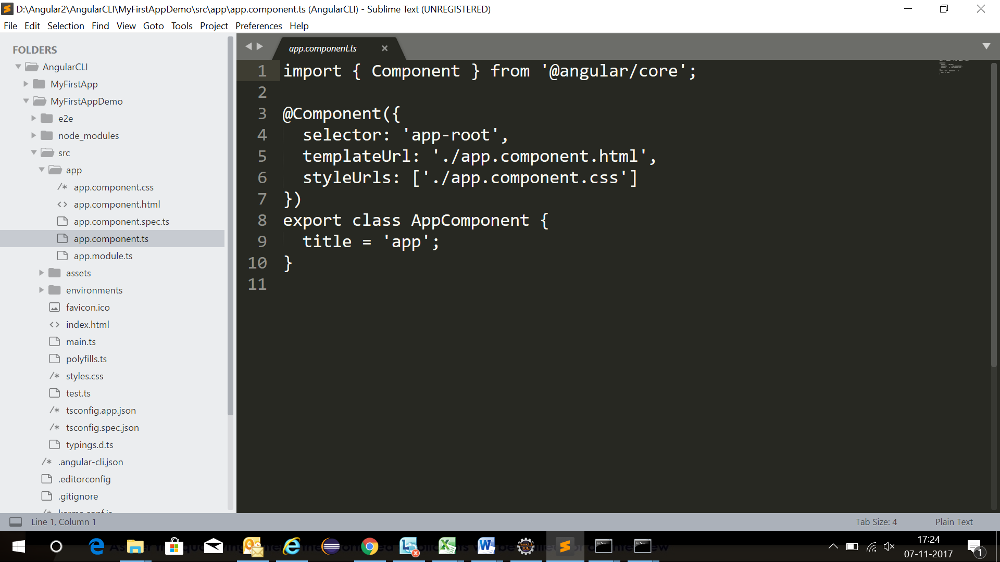 D:\Angular2\AngularCLI\MyFirstAppDemo\src\app\app.component.ts (AngularCLI) - Sublime Text (UNREGISTERED)
File Edit Selection Find View Goto Tools Project Preferences Help
FOLDERS
AngularCLI
MyFirstApp
MyFirstAppDemo
e2e
node_modules
src
app
/* app.component.css
<> app.component.html
app.component.spec.ts
app.component.ts
app.module.ts
assets
environments
favicon.ico
<> index.html
main.ts
polyfills.ts
/* styles.css
test.ts
/* tsconfig.app.json
/* tsconfig.spec.json
typings.d.ts
/* .angular-cli.json
.editorconfig
.gitignore
/* karma.conf.js
app.component.ts
1 import { Component } from '@angular/core';
2
3 @Component({
4 selector: 'app-root',
5 templateUrl: './app.component.html',
6 styleUrls: ['./app.component.css']
7 })
8 export class AppComponent {
9 title = 'app';
10 }
11
Line 1, Column 1
Tab Size: 4
Plain Text
17:24
07-11-2017
1